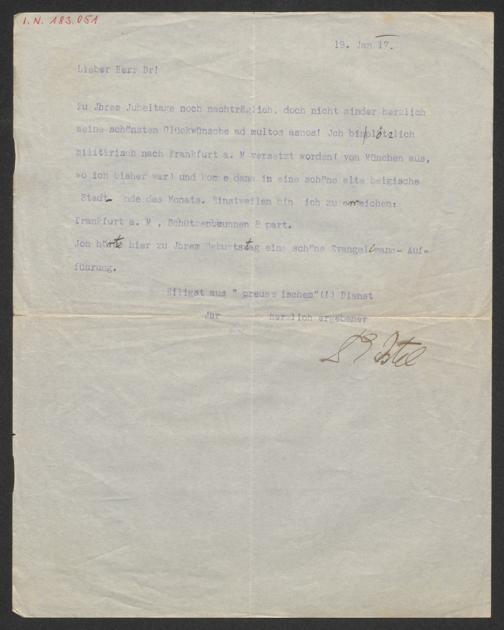 I.N. 183.051
19. Jan 17.
Lieber Herr Dr!
Zu Jhrem Jubeltage noch nachträglich, doch nicht minder herzlich
meine schönsten Glückwünsche ad multos annos! Jch bin plötzlich
militärisch nach Frankfurt a. M versetzt worden( von München aus,
wo ich bisher war) und komme dann in eine schöne alte belgische
Stadt Ende des Monats. Einstweilen bin ich zu erreichen:
Frankfurt a. M , Schützenbrunnen 8 part.
Jch hörte hier zu Jhrem Geburtstag eine schöne Evangelimann- Auf-
führung.
Eiligst aus " preussischem"(!) Dienst
Jhr herzlich ergebener
Dr E Istel